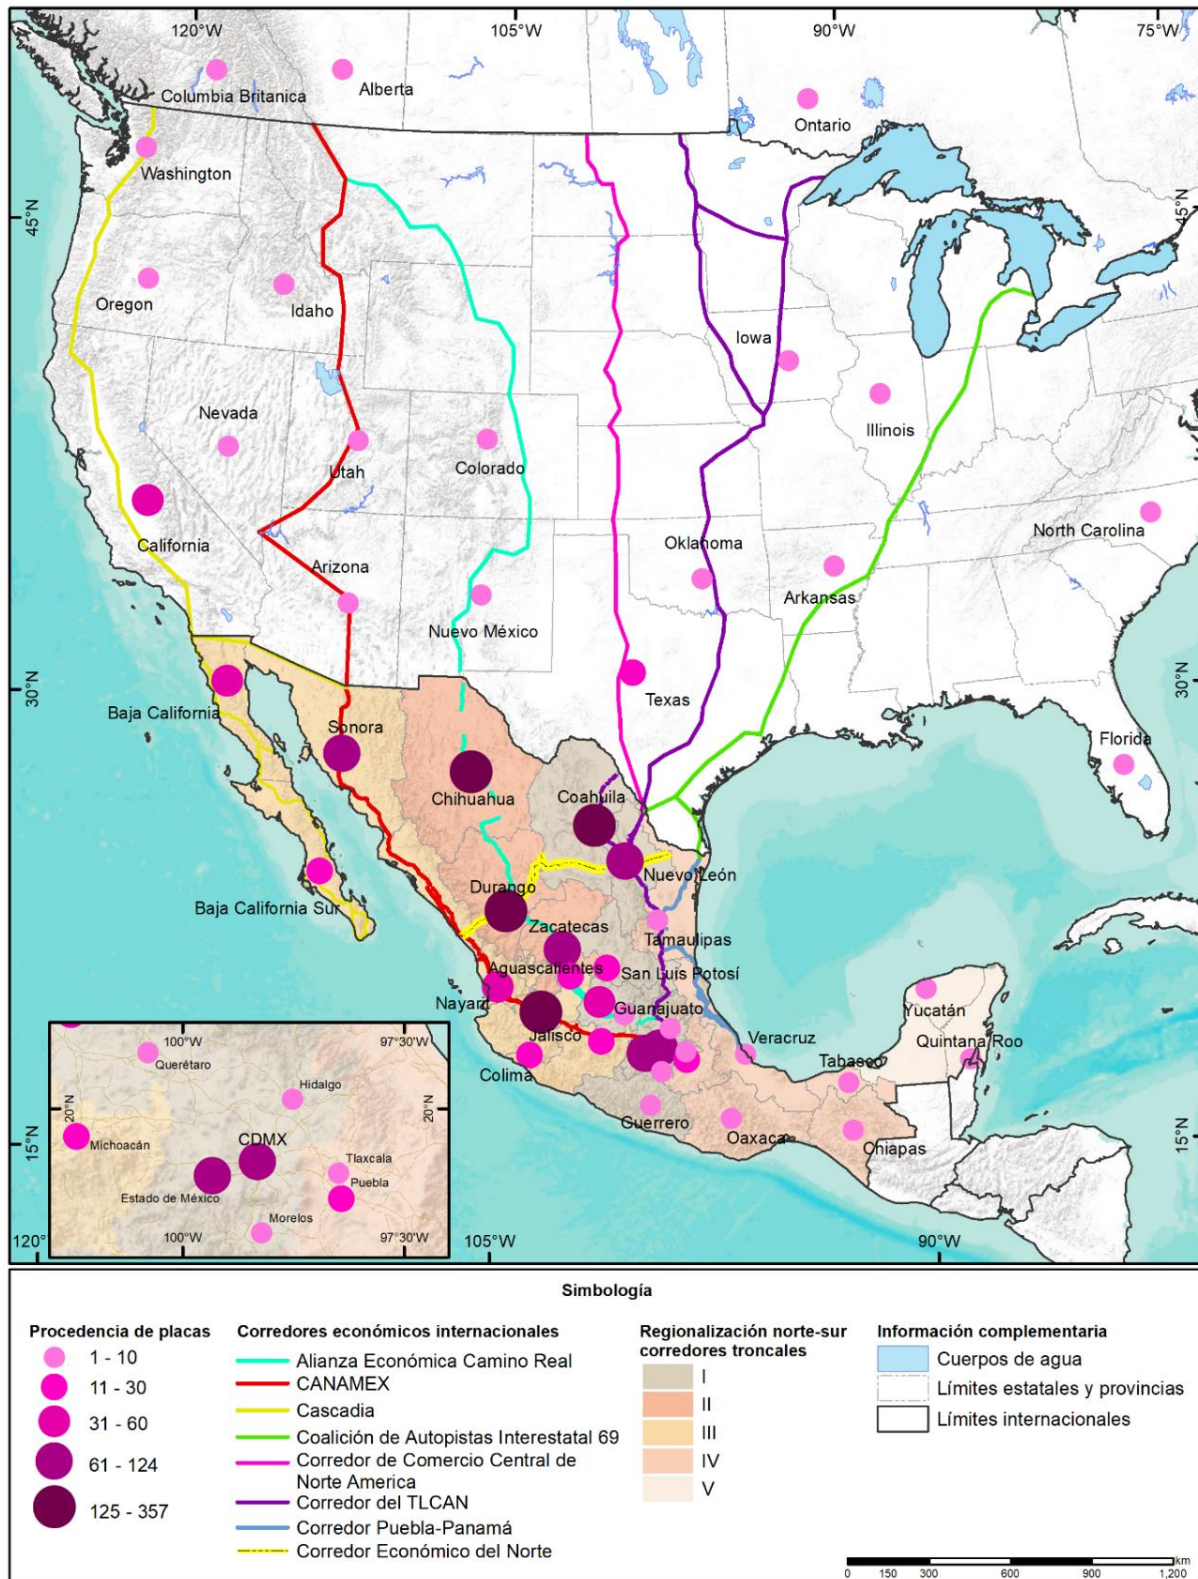 120°W
105°W
90°W
75°W
Columbia Britanica
Alberta
Ontario
Washington
45°N
45°N
Oregon
Idaho
Iowa
Nevada
Utah
Colorado
Illinois
California
Arizona
Oklahoma
North Carolina
Arkansas
Nuevo México
30°N
30°N
Texas
Baja California
Sonora
Florida
Chihuahua
Coahuila
Nuevo León
Durango
Baja California Sur
Zacatecas
Tamaulipas
Aguascalientes
San Luis Potosí
Nayarit
Guanajuato
Yucatán
Jalisco
Veracruz
Quintana Roo
Colima
Tabasco
Guerrero
Oaxaca
Chiapas
15°N
15°N
100°W
97°30'W
Querétaro
Hidalgo
20°N
20°N
Michoacán
CDMX
Tlaxcala
Estado de México
Puebla
Morelos
100°W
97°30'W
120°
105°W
90°W
Simbología
Procedencia de placas
1 - 10
11 - 30
31 - 60
61 - 124
125 - 357
Corredores económicos internacionales
Alianza Económica Camino Real
CANAMEX
Cascadia
Coalición de Autopistas Interestatal 69
Corredor de Comercio Central de
Norte America
Corredor del TLCAN
Corredor Puebla-Panamá
Corredor Económico del Norte
Regionalización norte-sur
corredores troncales
I
II
III
IV
V
Información complementaria
Cuerpos de agua
Límites estatales y provincias
Límites internacionales
km
0 150 300 600 900 1,200